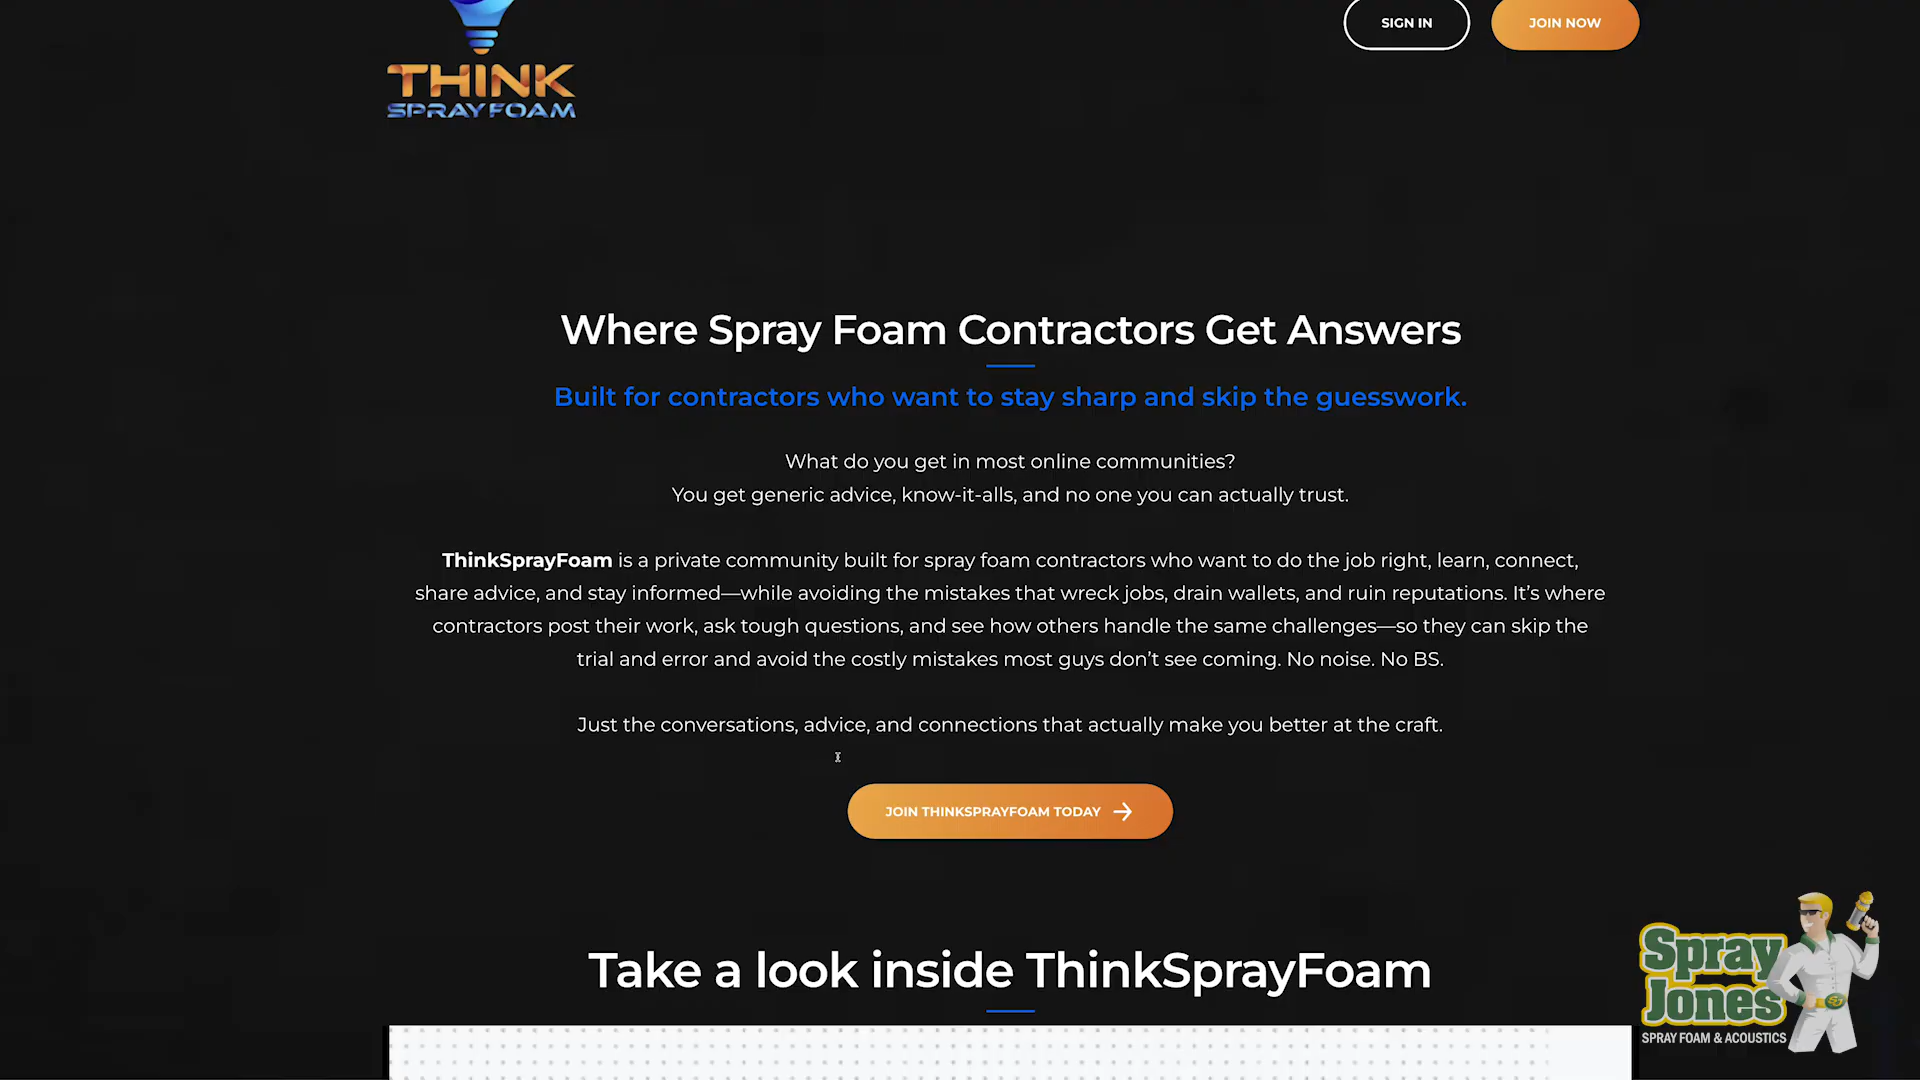 THINK
SPRAYFOAM
SIGN IN
JOIN NOW
Where Spray Foam Contractors Get Answers
Built for contractors who want to stay sharp and skip the guesswork.
What do you get in most online communities?
You get generic advice, know-it-alls, and no one you can actually trust.
ThinkSprayFoam is a private community built for spray foam contractors who want to do the job right, learn, connect,
share advice, and stay informed—while avoiding the mistakes that wreck jobs, drain wallets, and ruin reputations. It’s where
contractors post their work, ask tough questions, and see how others handle the same challenges—so they can skip the
trial and error and avoid the costly mistakes most guys don’t see coming. No noise. No BS.
Just the conversations, advice, and connections that actually make you better at the craft.
JOIN THINKSPRAYFOAM TODAY
Take a look inside ThinkSprayFoam
Spray
Jones
SJ
SPRAY FOAM & ACOUSTICS